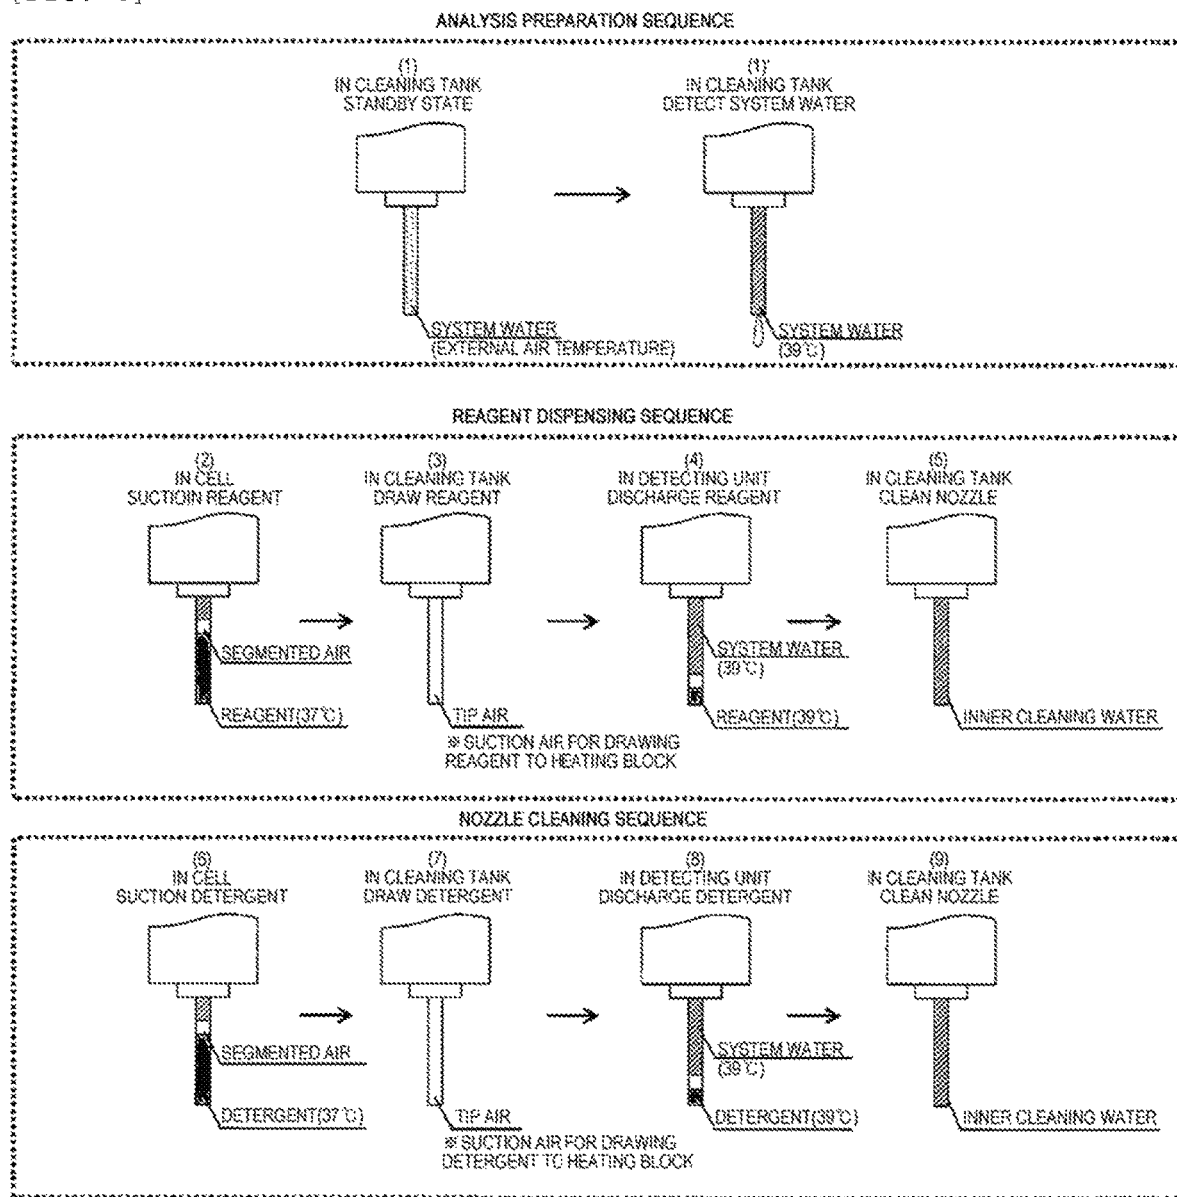 ANALYSIS PREPARATION SEQUENCE
(1)
IN CLEANING TANK
STANDBY STATE
(1)'
IN CLEANING TANK
DETECT SYSTEM WATER
SYSTEM WATER
(EXTERNAL AIR TEMPERATURE)
SYSTEM WATER
(39℃)
REAGENT DISPENSING SEQUENCE
(2)
IN CELL
SUCTIOIN REAGENT
(3)
IN CLEANING TANK
DRAW REAGENT
(4)
IN DETECTING UNIT
DISCHARGE REAGENT
(5)
IN CLEANING TANK
CLEAN NOZZLE
SEGMENTED AIR
REAGENT(37℃)
TIP AIR
※ SUCTION AIR FOR DRAWING
REAGENT TO HEATING BLOCK
SYSTEM WATER
(39℃)
REAGENT(39℃)
INNER CLEANING WATER
NOZZLE CLEANING SEQUENCE
(6)
IN CELL
SUCTION DETERGENT
(7)
IN CLEANING TANK
DRAW DETERGENT
(8)
IN DETECTING UNIT
DISCHARGE DETERGENT
(9)
IN CLEANING TANK
CLEAN NOZZLE
SEGMENTED AIR
DETERGENT(37℃)
TIP AIR
※ SUCTION AIR FOR DRAWING
DETERGENT TO HEATING BLOCK
SYSTEM WATER
(39℃)
DETERGENT(39℃)
INNER CLEANING WATER